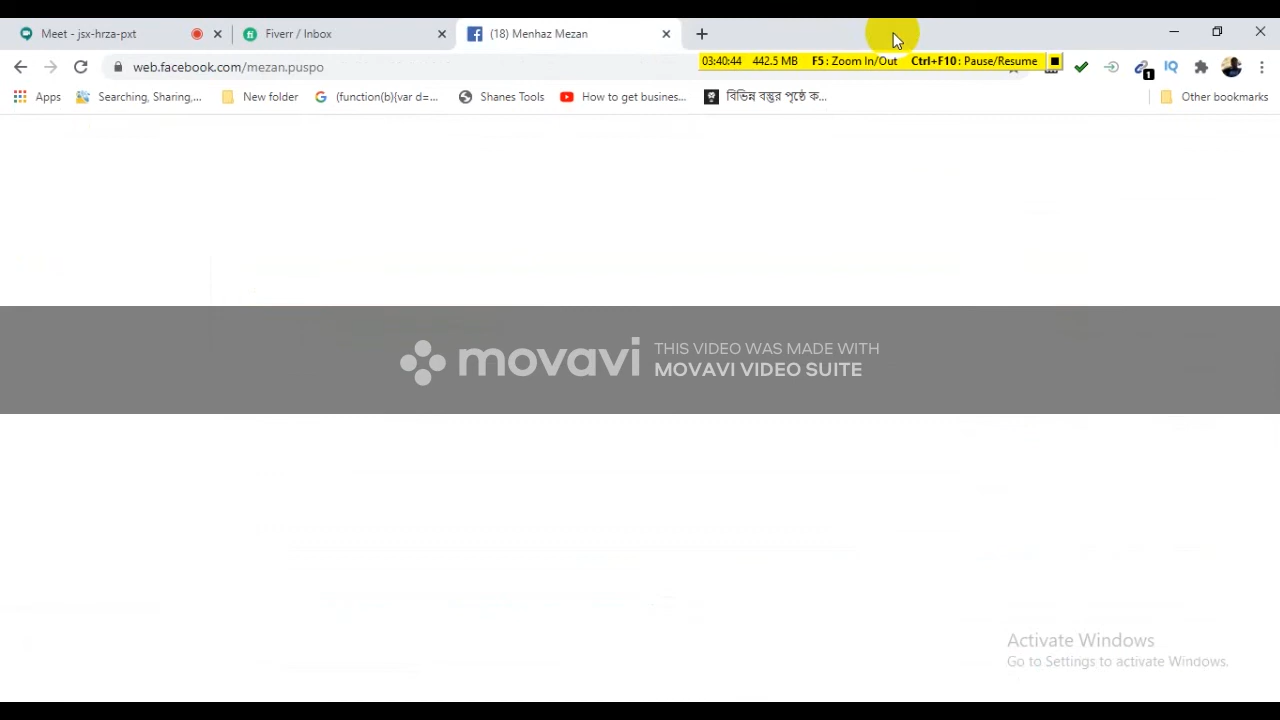 Meet - jsx-hrza-pxt
Fiverr / Inbox
(18) Menhaz Mezan
03:40:44 442.5 MB F5: Zoom In/Out Ctrl+F10: Pause/Resume
web.facebook.com/mezan.puspo
1
IQ
Apps
Searching, Sharing,...
New folder
(function(b){var d=...
Shanes Tools
How to get busines...
বিভিন্ন বস্তুর পৃষ্ঠে ক...
Other bookmarks
movavi
THIS VIDEO WAS MADE WITH
MOVAVI VIDEO SUITE
Activate Windows
Go to Settings to activate Windows.